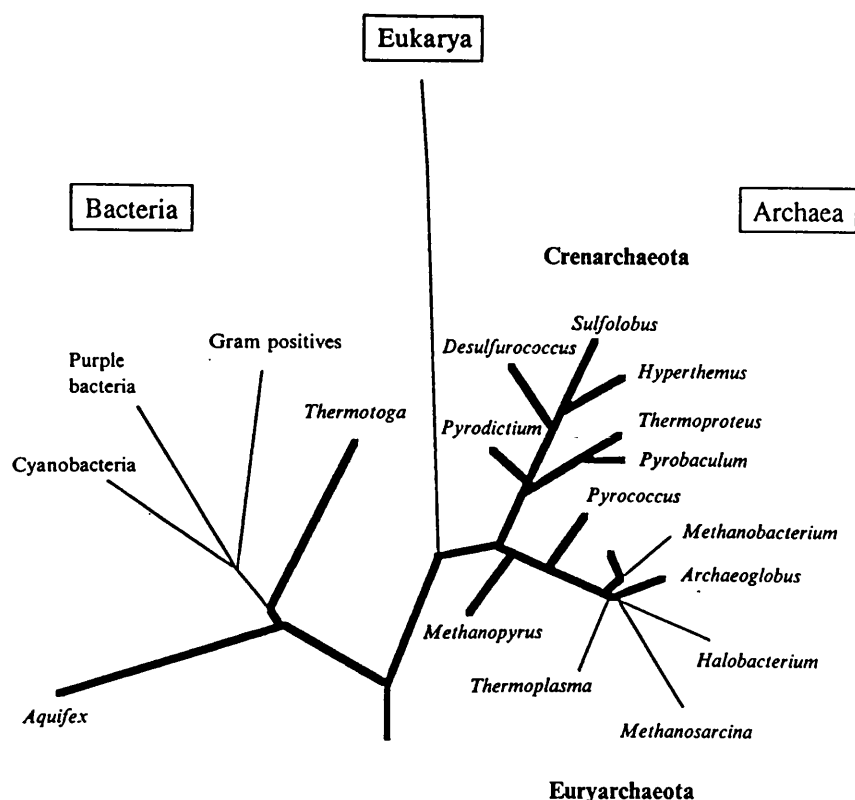 Eukarya
Bacteria
Archaea
Crenarchaeota
Sulfolobus
Gram positives
Desulfurococcus
Purple
bacteria
Hyperthemus
Thermotoga
Thermoproteus
Pyrodictium
Cyanobacteria
Pyrobaculum
Pyrococcus
Methanobacterium
Archaeoglobus
Methanopyrus
Halobacterium
Thermoplasma
Aquifex
Methanosarcina
Euryarchaeota